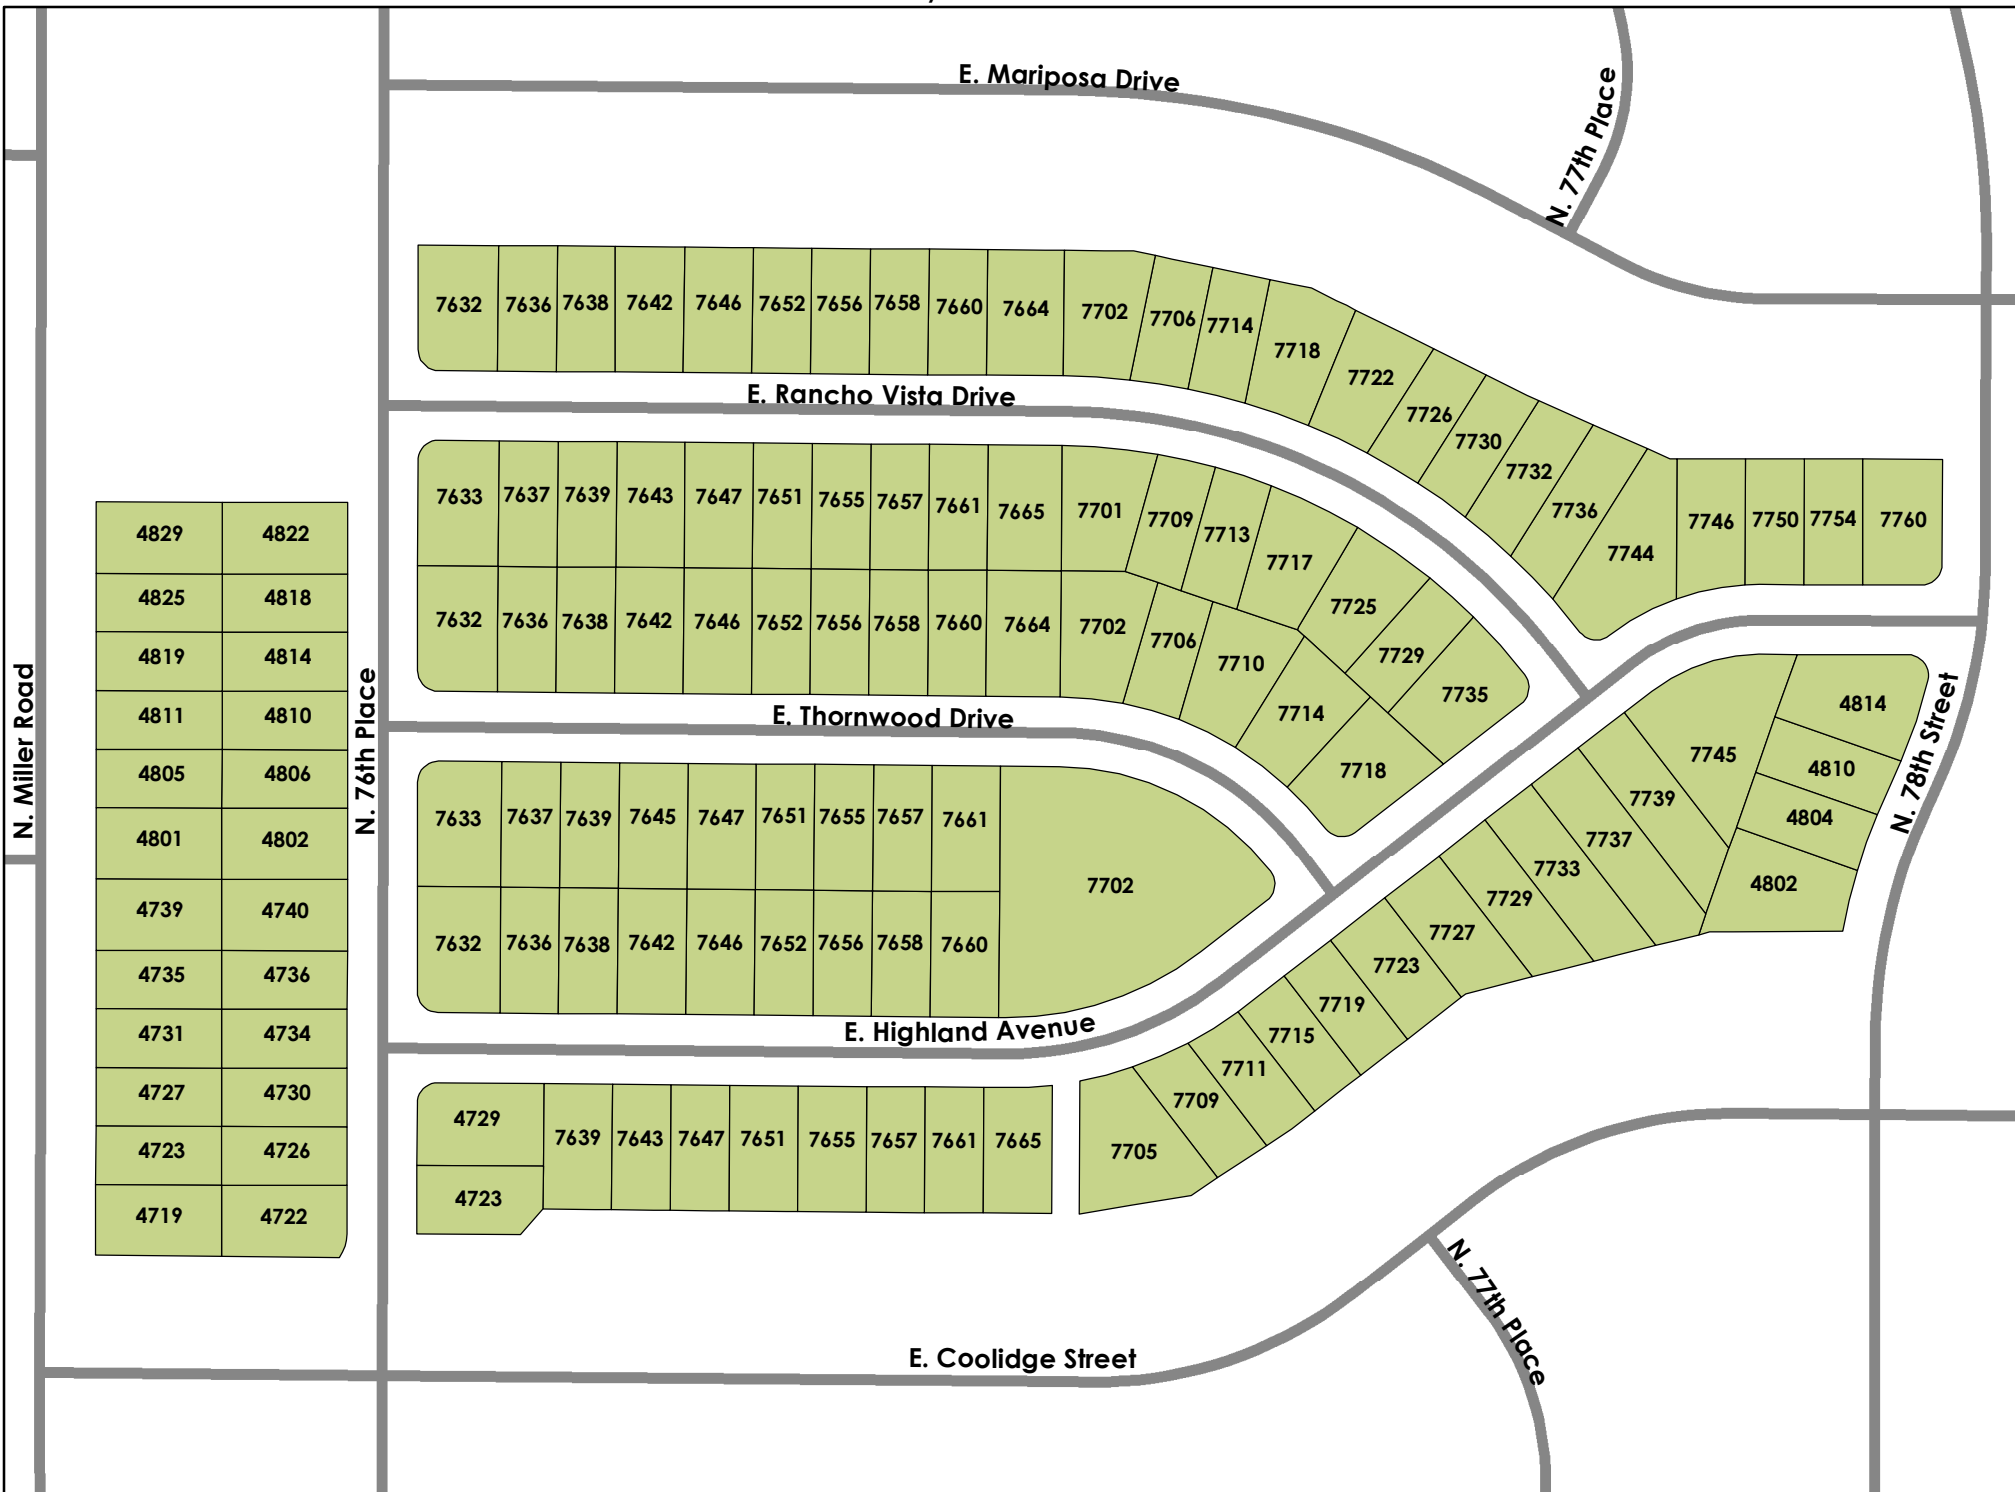 E. Mariposa Drive
N. 77th Place
7632 7636 7638 7642 7646 7652 7656 7658 7660 7664 7702 7706 7714 7718 7722 7726 7730 7732 7736 7744 7746 7750 7754 7760
E. Rancho Vista Drive
7633 7637 7639 7643 7647 7651 7655 7657 7661 7665 7701 7709 7713 7717 7725 7729 7735
7632 7636 7638 7642 7646 7652 7656 7658 7660 7664 7702 7706 7710 7714 7718
E. Thornwood Drive
7633 7637 7639 7645 7647 7651 7655 7657 7661 7702
7632 7636 7638 7642 7646 7652 7656 7658 7660
E. Highland Avenue
4729 7639 7643 7647 7651 7655 7657 7661 7665
4723
7705 7709 7711 7715 7719 7723 7727 7729 7733 7737 7739 7745
4814
4810
4804
4802
N. 78th Street
N. Miller Road
4829 4822
4825 4818
4819 4814
4811 4810
4805 4806
4801 4802
4739 4740
4735 4736
4731 4734
4727 4730
4723 4726
4719 4722
N. 76th Place
E. Coolidge Street
N. 77th Place